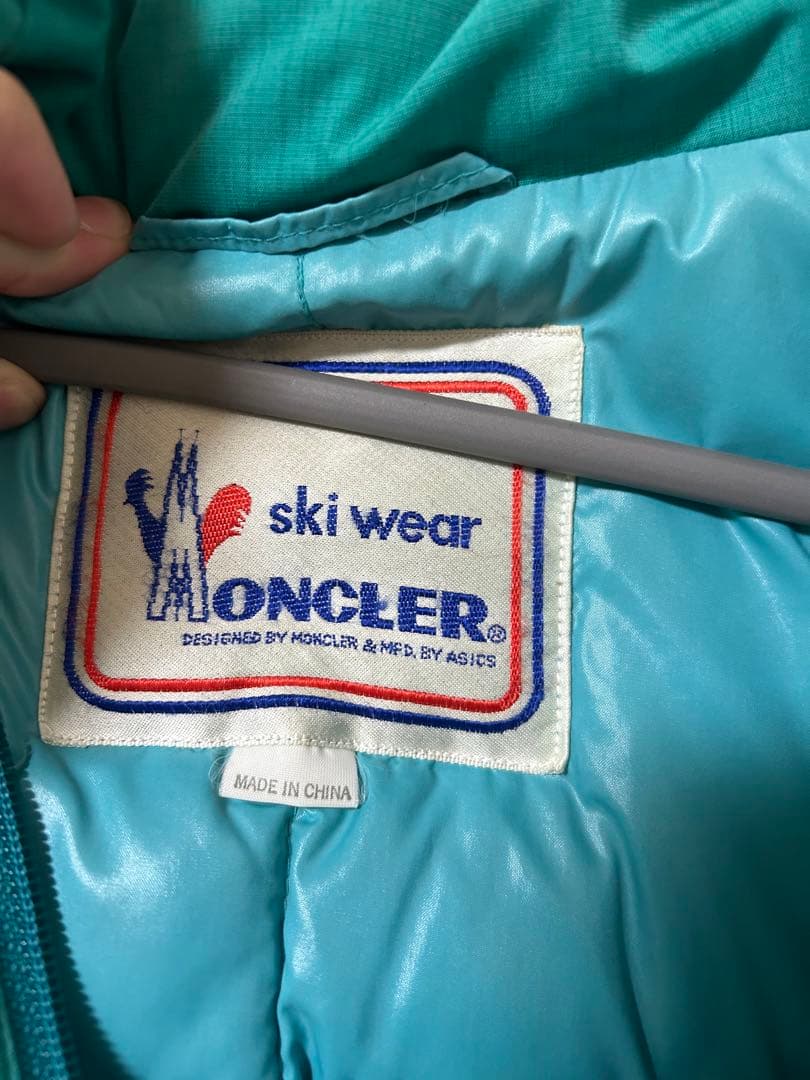 ski wear
MONCLER®
DESIGNED BY MONCLER & MFD. BY ASICS
MADE IN CHINA